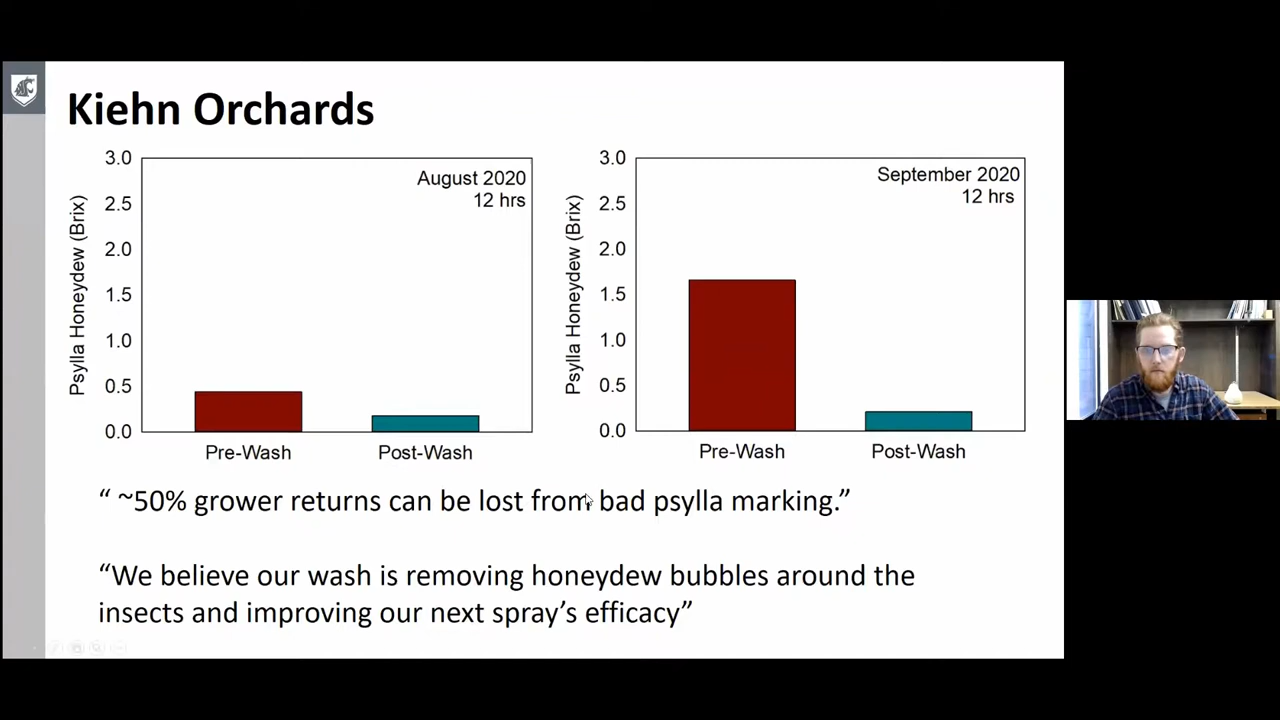 Kiehn Orchards
3.0
2.5
2.0
1.5
1.0
0.5
0.0
Psylla Honeydew (Brix)
August 2020
12 hrs
Pre-Wash Post-Wash
3.0
2.5
2.0
1.5
1.0
0.5
0.0
Psylla Honeydew (Brix)
September 2020
12 hrs
Pre-Wash Post-Wash
“ ~50% grower returns can be lost from bad psylla marking.”
“We believe our wash is removing honeydew bubbles around the
insects and improving our next spray’s efficacy”